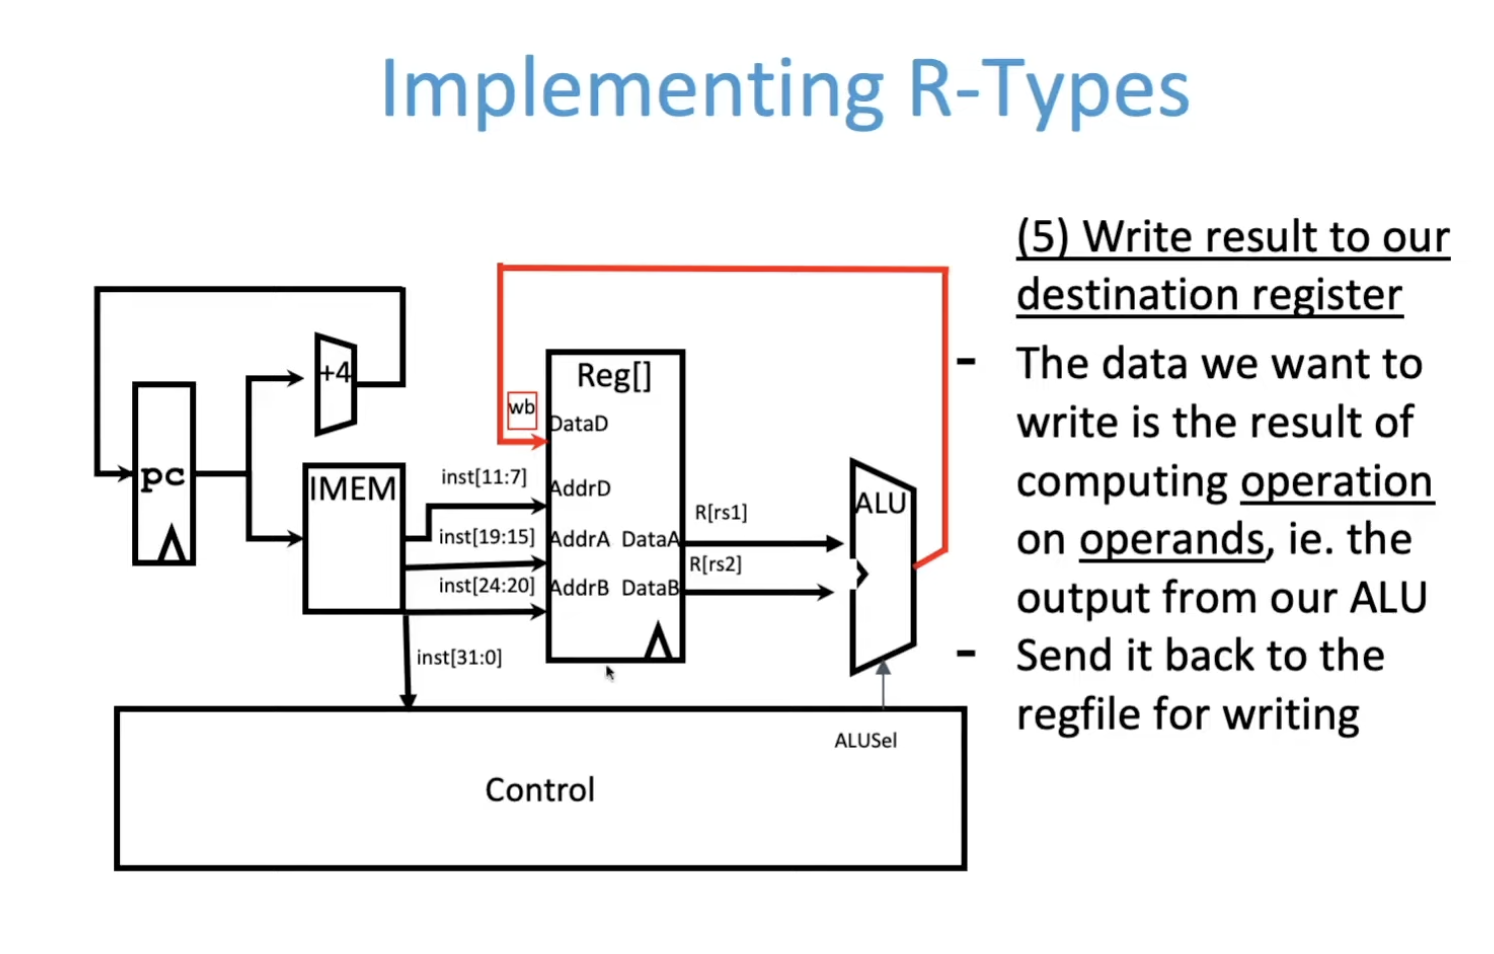 Implementing R-Types
(5) Write result to our
destination register
- The data we want to
write is the result of
computing operation
on operands, ie. the
output from our ALU
- Send it back to the
regfile for writing
+4
pc
IMEM
inst[11:7]
inst[19:15]
inst[24:20]
inst[31:0]
wb
Reg[]
DataD
AddrD
AddrA DataA
AddrB DataB
R[rs1]
R[rs2]
ALU
ALUSel
Control